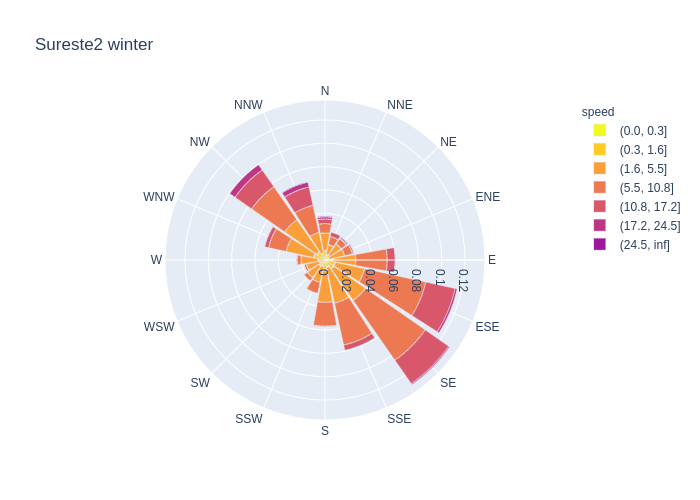 Sureste2 winter
N
NNE
NE
ENE
E
ESE
SE
SSE
S
SSW
SW
WSW
W
WNW
NW
NNW
0
0.02
0.04
0.06
0.08
0.1
0.12
speed
(0.0, 0.3]
(0.3, 1.6]
(1.6, 5.5]
(5.5, 10.8]
(10.8, 17.2]
(17.2, 24.5]
(24.5, inf]